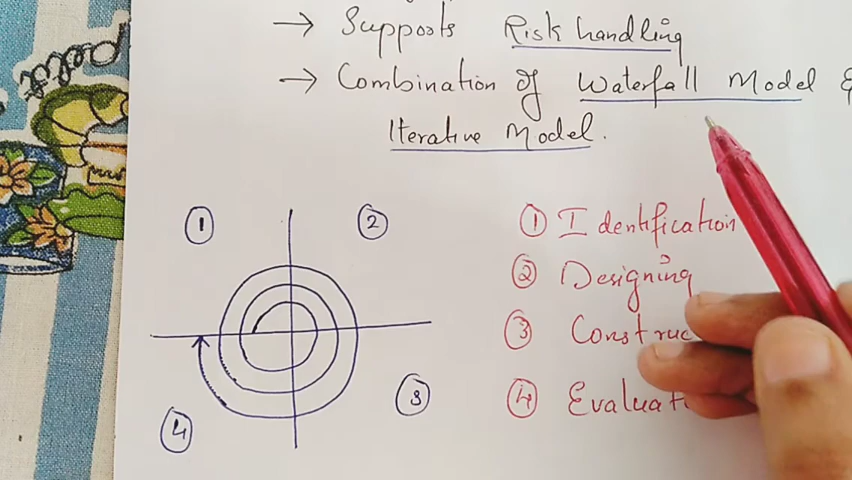 → Supports Risk handling
→ Combination of Waterfall Model &
Iterative Model.
① ②
① Identification
② Designing
③ Construc
④ Evaluat
③
④